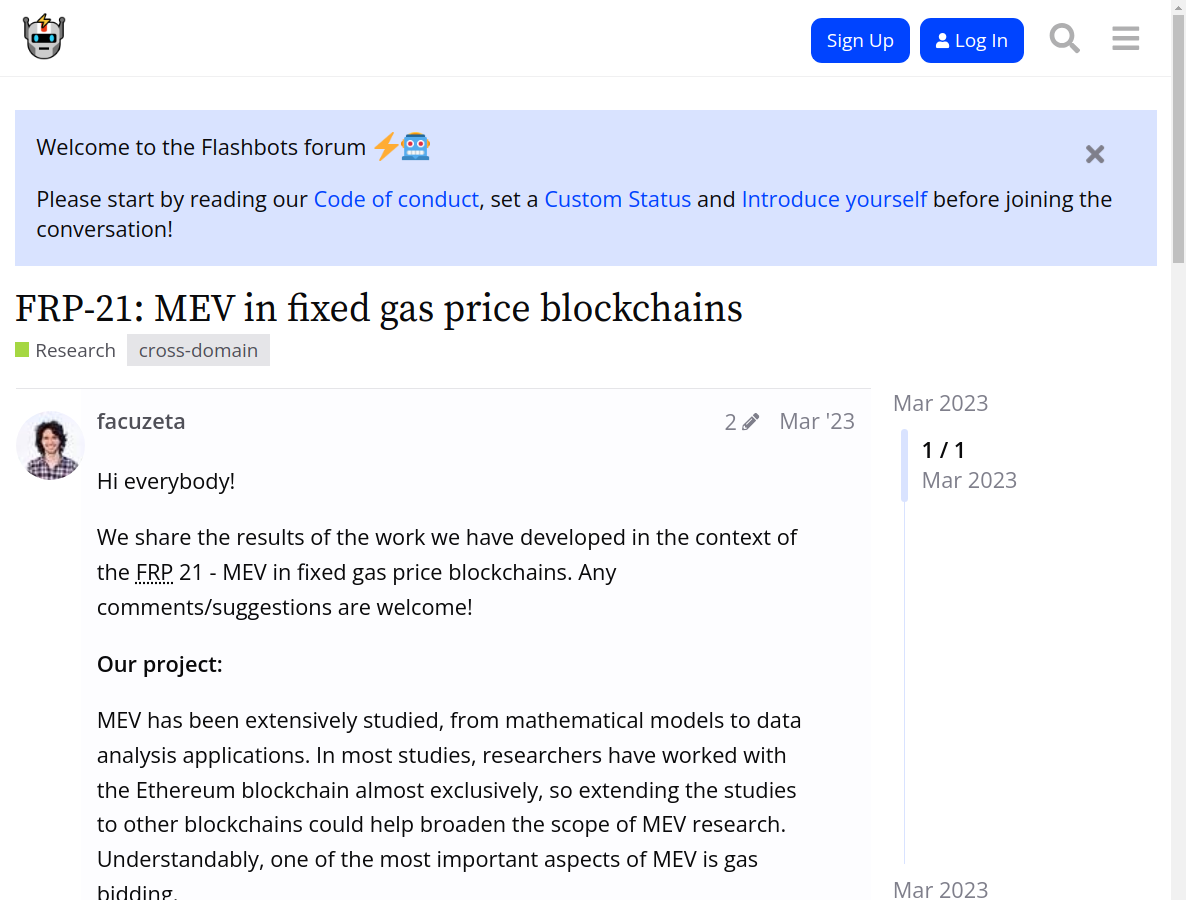 Sign Up
Log In
Welcome to the Flashbots forum
Please start by reading our Code of conduct, set a Custom Status and Introduce yourself before joining the
conversation!
FRP-21: MEV in fixed gas price blockchains
Research
cross-domain
facuzeta
2
Mar '23
Hi everybody!
We share the results of the work we have developed in the context of
the FRP 21 - MEV in fixed gas price blockchains. Any
comments/suggestions are welcome!
Our project:
MEV has been extensively studied, from mathematical models to data
analysis applications. In most studies, researchers have worked with
the Ethereum blockchain almost exclusively, so extending the studies
to other blockchains could help broaden the scope of MEV research.
Understandably, one of the most important aspects of MEV is gas
bidding.
Mar 2023
1 / 1
Mar 2023
Mar 2023